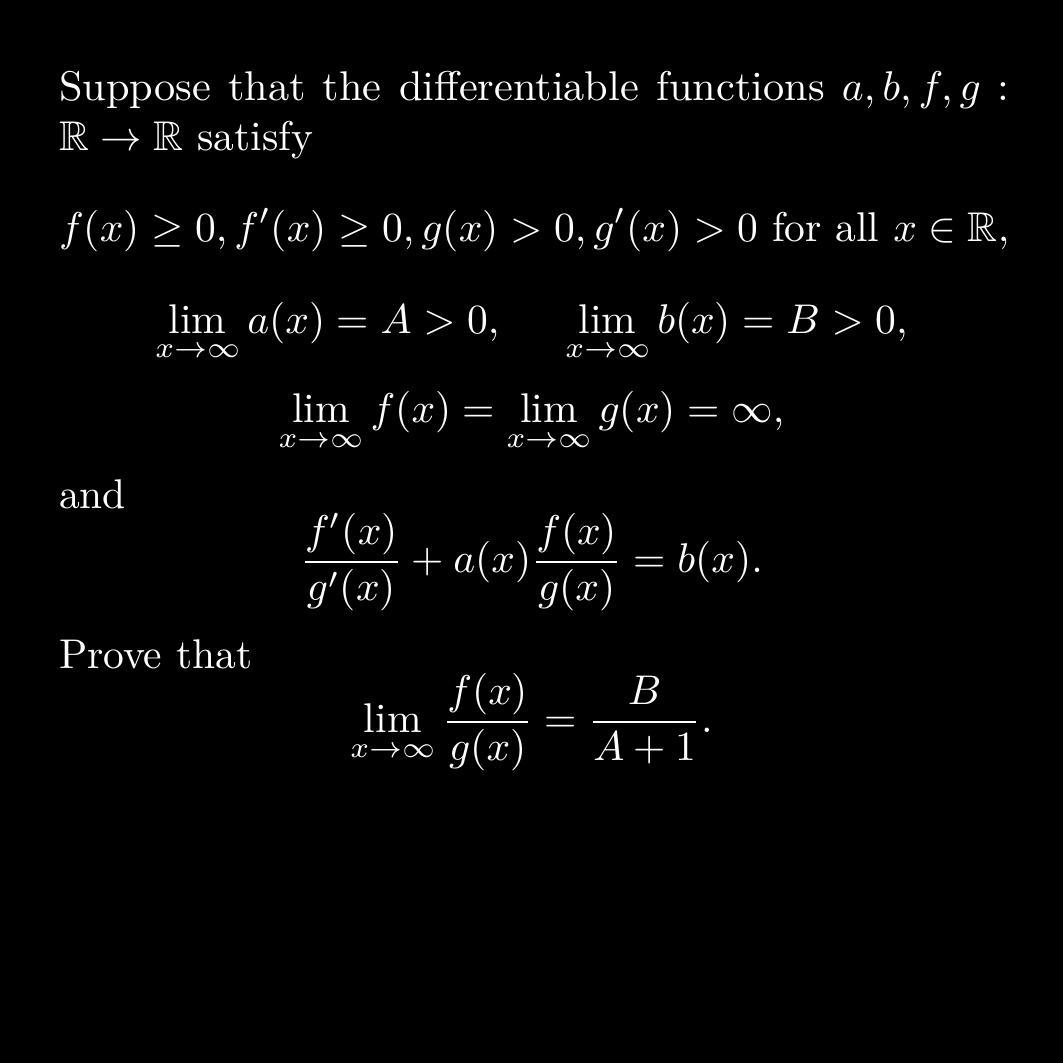 Suppose that the differentiable functions $a, b, f, g :$
$\mathbb{R} \to \mathbb{R}$ satisfy
$f(x) \geq 0, f'(x) \geq 0, g(x) > 0, g'(x) > 0$ for all $x \in \mathbb{R},$
$\lim_{x \to \infty} a(x) = A > 0, \quad \lim_{x \to \infty} b(x) = B > 0,$
$\lim_{x \to \infty} f(x) = \lim_{x \to \infty} g(x) = \infty,$
and
$\frac{f'(x)}{g'(x)} + a(x) \frac{f(x)}{g(x)} = b(x).$
Prove that
$\lim_{x \to \infty} \frac{f(x)}{g(x)} = \frac{B}{A + 1}.$